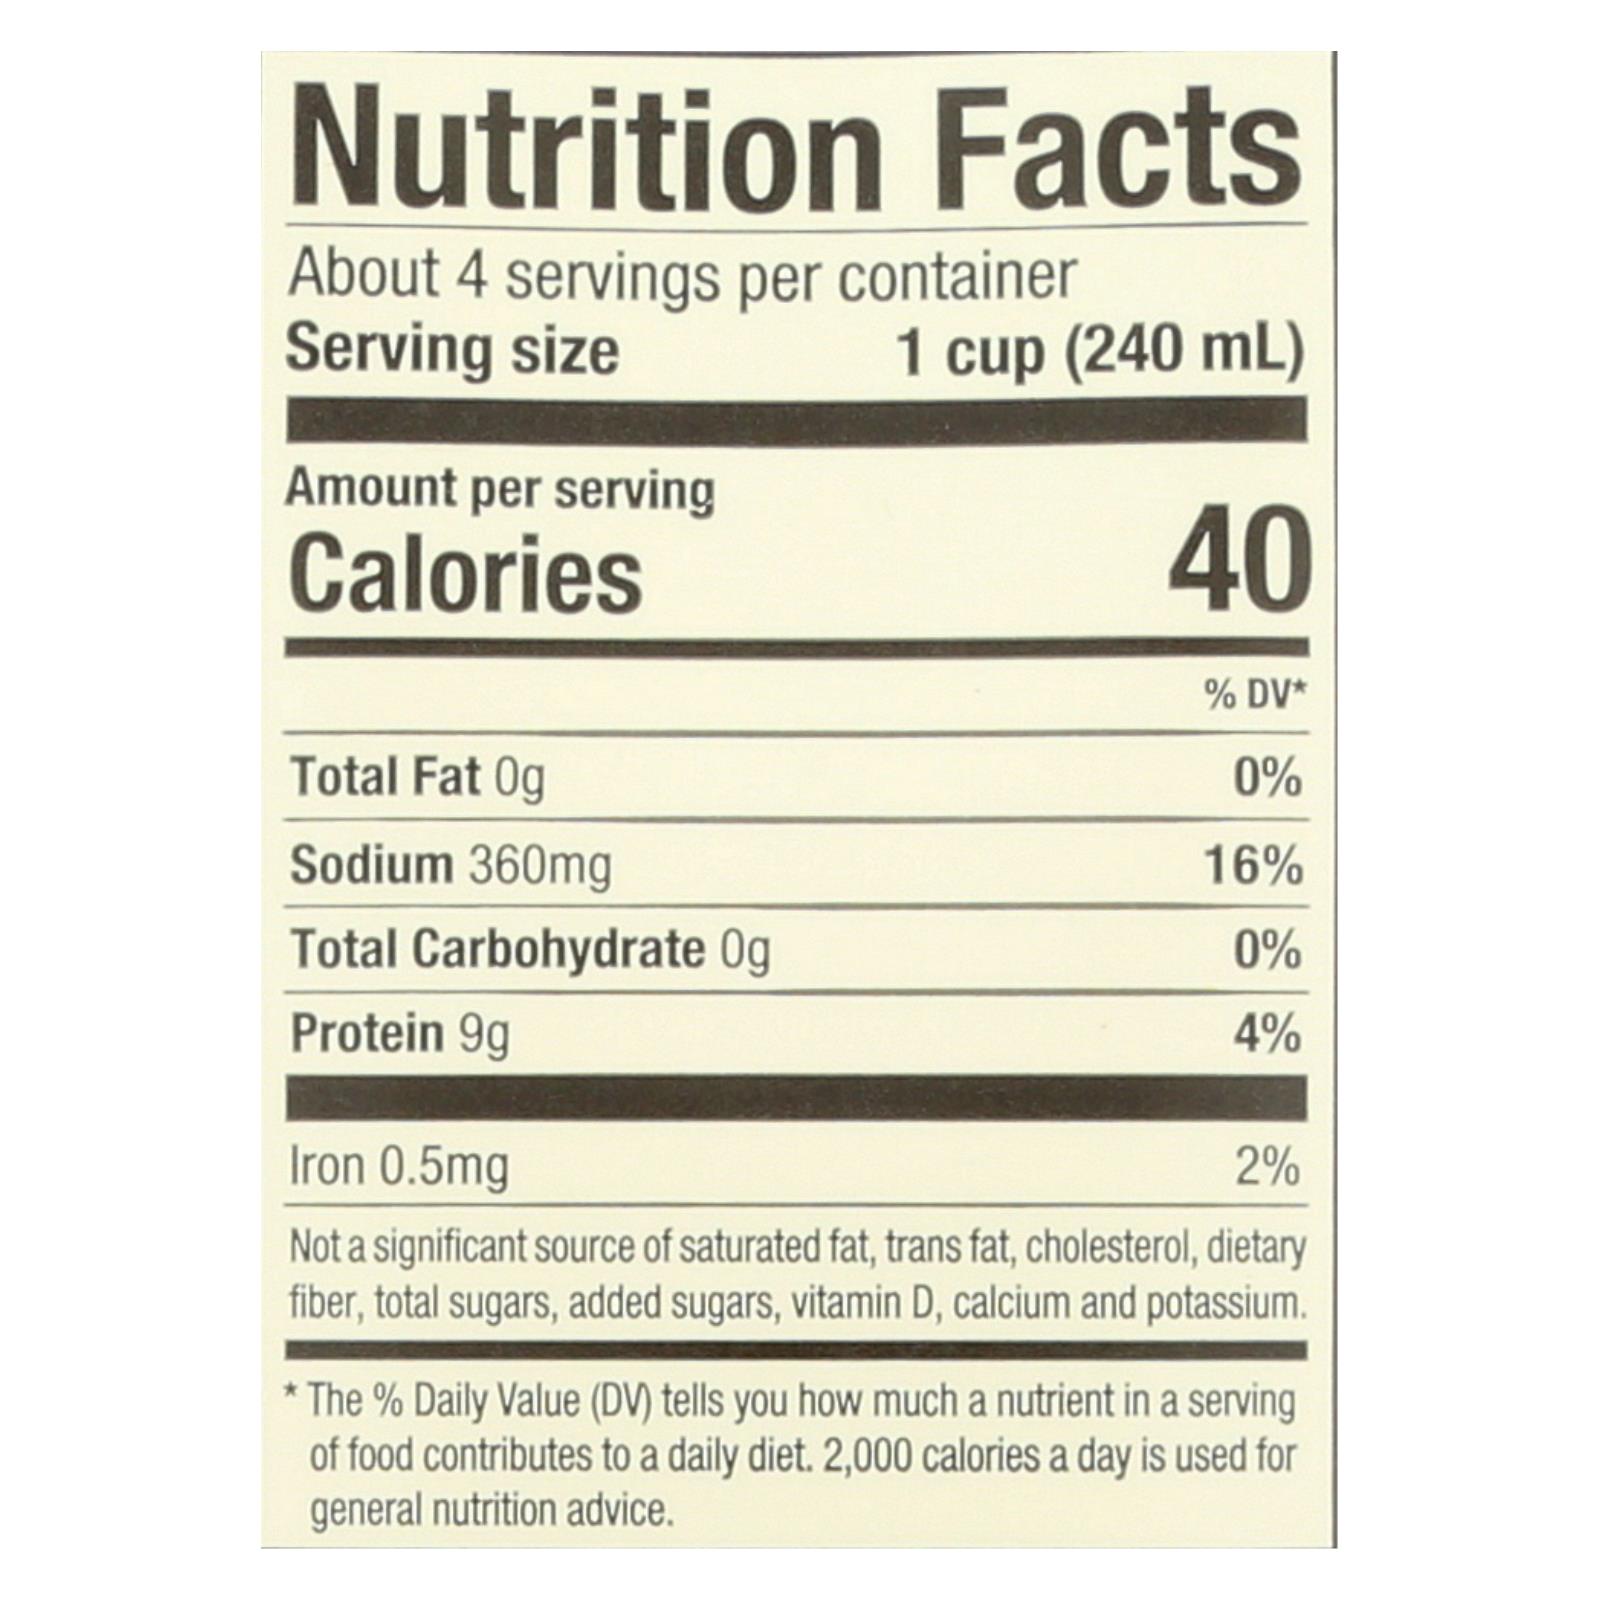 Nutrition Facts
About 4 servings per container
Serving size 1 cup (240 mL)
Amount per serving
Calories 40
% DV*
Total Fat 0g 0%
Sodium 360mg 16%
Total Carbohydrate 0g 0%
Protein 9g 4%
Iron 0.5mg 2%
Not a significant source of saturated fat, trans fat, cholesterol, dietary
fiber, total sugars, added sugars, vitamin D, calcium and potassium.
* The % Daily Value (DV) tells you how much a nutrient in a serving
of food contributes to a daily diet. 2,000 calories a day is used for
general nutrition advice.